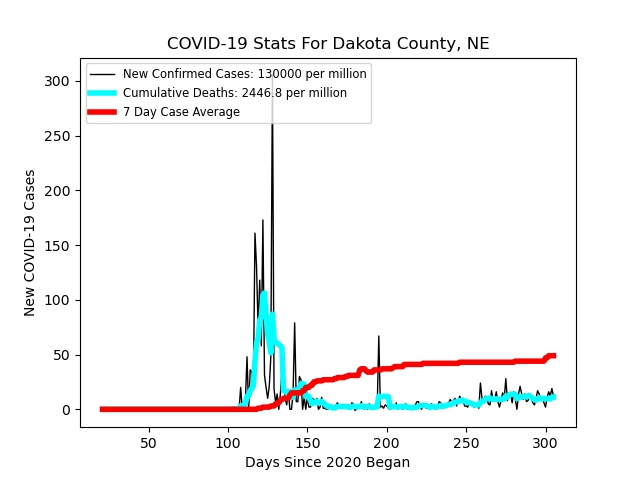 COVID-19 Stats For Dakota County, NE
New Confirmed Cases: 130000 per million
Cumulative Deaths: 2446.8 per million
7 Day Case Average
New COVID-19 Cases
300
250
200
150
100
50
0
50 100 150 200 250 300
Days Since 2020 Began